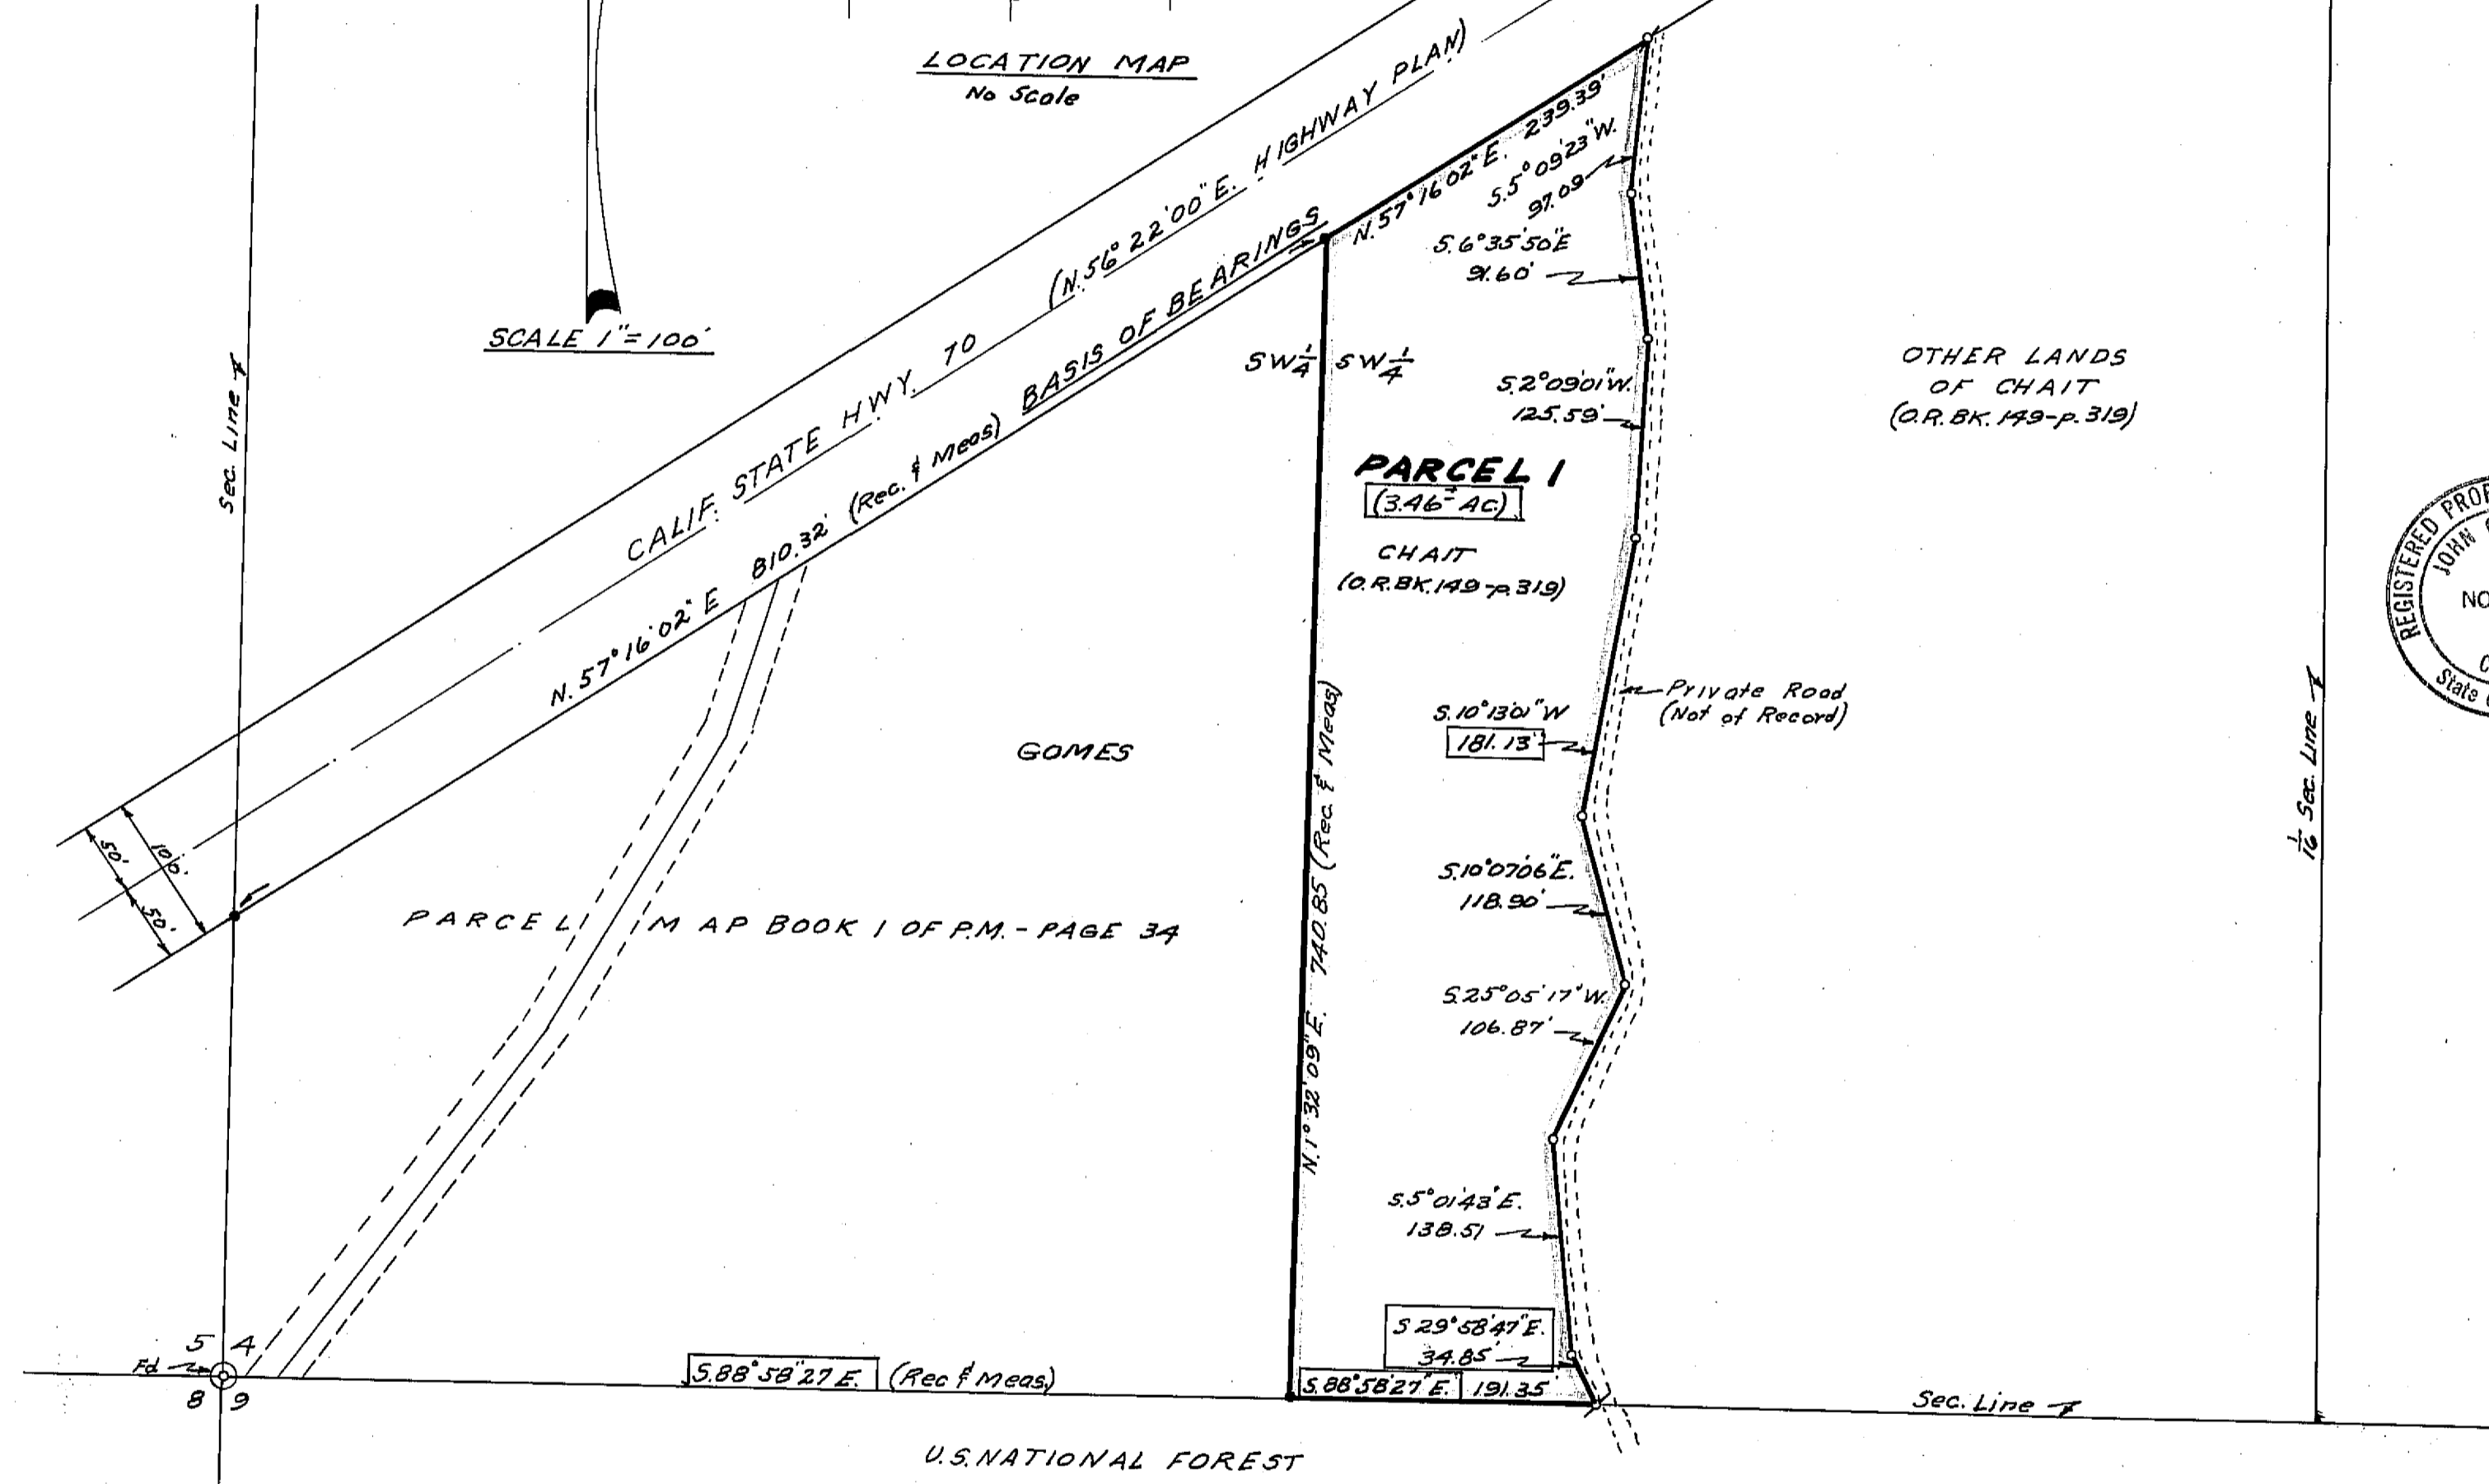 LOCATION MAP
No Scale
SCALE 1"=100'
(N.56°22'00"E. HIGHWAY PLAN)
CALIF. STATE HWY. 70
N.57°16'02"E 810.32' (Rec. & Meas) BASIS OF BEARINGS
N.57°16'02"E. 239.39'
S.5°09'23"W.
97.09
S.6°35'50"E
91.60'
SW 1/4
SW 1/4
S.2°09'01"W.
125.59'
OTHER LANDS
OF CHAIT
(O.R.BK.149-p.319)
Sec. Line
PARCEL 1
(3.46± AC.)
CHAIT
(O.R.BK.149-p.319)
REGISTERED PROF
JOHN
NO
State
Private Road
(Not of Record)
S.10°13'01"W
181.13'
GOMES
1/16 Sec. Line
50'
100'
50'
N.1°32'09"E. 740.85 (Rec. & Meas)
S.10°07'06"E.
118.90'
PARCEL MAP BOOK 1 OF P.M. - PAGE 34
S.25°05'17"W.
106.87'
S.5°01'43"E.
138.51
S 29°58'47"E.
34.85'
5 4
Fd
8 9
S.88°58'27"E. (Rec & Meas.)
S.88°58'27"E. 191.35'
Sec. Line
U.S. NATIONAL FOREST